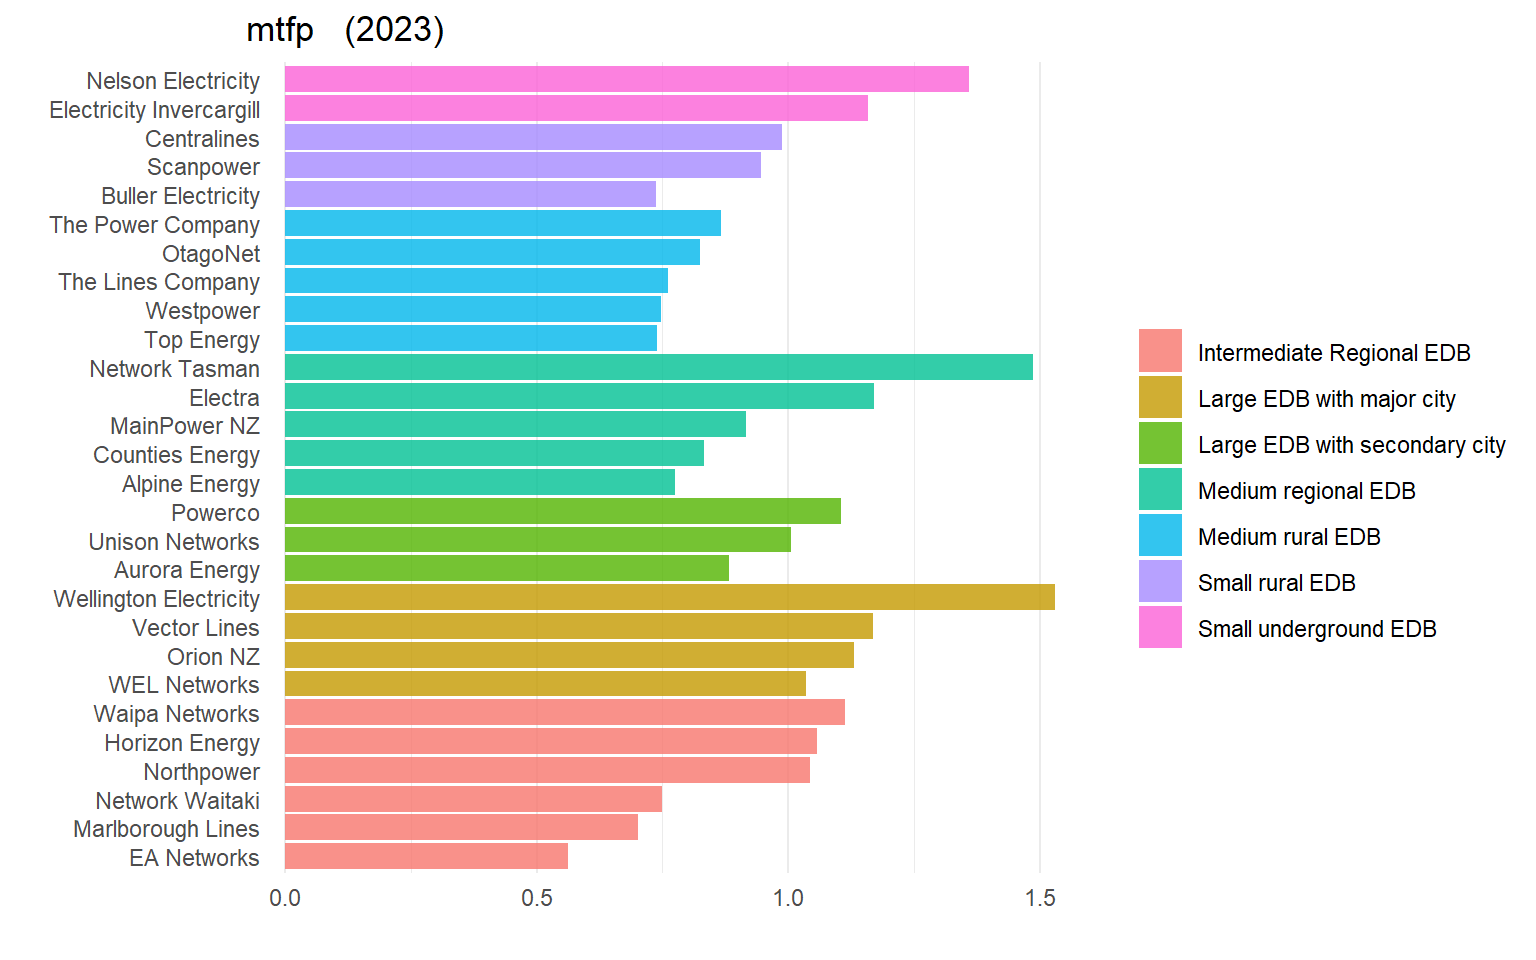 mtfp (2023)
Nelson Electricity
Electricity Invercargill
Centralines
Scanpower
Buller Electricity
The Power Company
OtagoNet
The Lines Company
Westpower
Top Energy
Network Tasman
Electra
MainPower NZ
Counties Energy
Alpine Energy
Powerco
Unison Networks
Aurora Energy
Wellington Electricity
Vector Lines
Orion NZ
WEL Networks
Waipa Networks
Horizon Energy
Northpower
Network Waitaki
Marlborough Lines
EA Networks
0.0 0.5 1.0 1.5
Intermediate Regional EDB
Large EDB with major city
Large EDB with secondary city
Medium regional EDB
Medium rural EDB
Small rural EDB
Small underground EDB